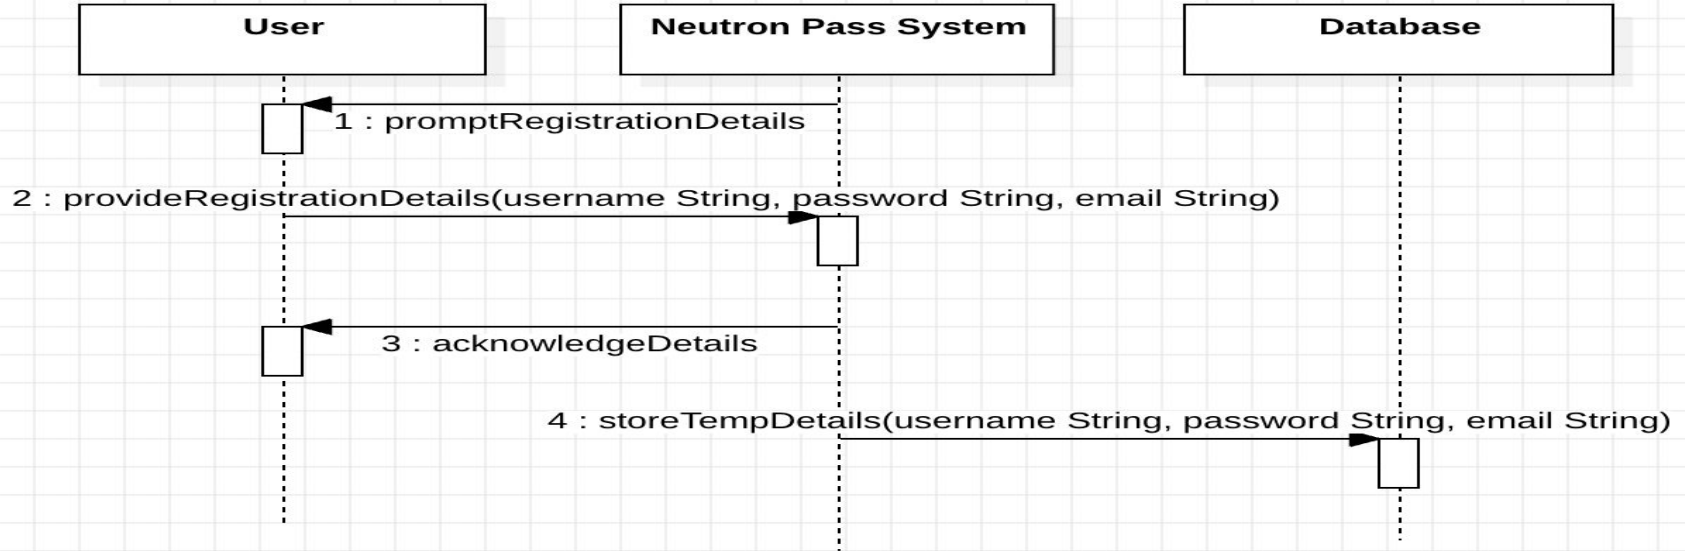 User
Neutron Pass System
Database
1 : promptRegistrationDetails
2 : provideRegistrationDetails(username String, password String, email String)
3 : acknowledgeDetails
4 : storeTempDetails(username String, password String, email String)